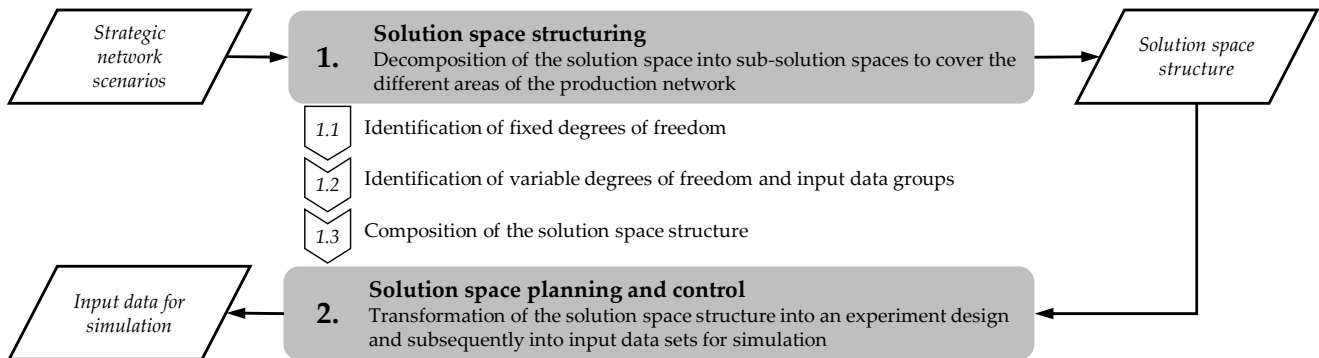 Strategic
network
scenarios
1.
Solution space structuring
Decomposition of the solution space into sub-solution spaces to cover the
different areas of the production network
Solution space
structure
1.1 Identification of fixed degrees of freedom
1.2 Identification of variable degrees of freedom and input data groups
1.3 Composition of the solution space structure
Input data for
simulation
2.
Solution space planning and control
Transformation of the solution space structure into an experiment design
and subsequently into input data sets for simulation